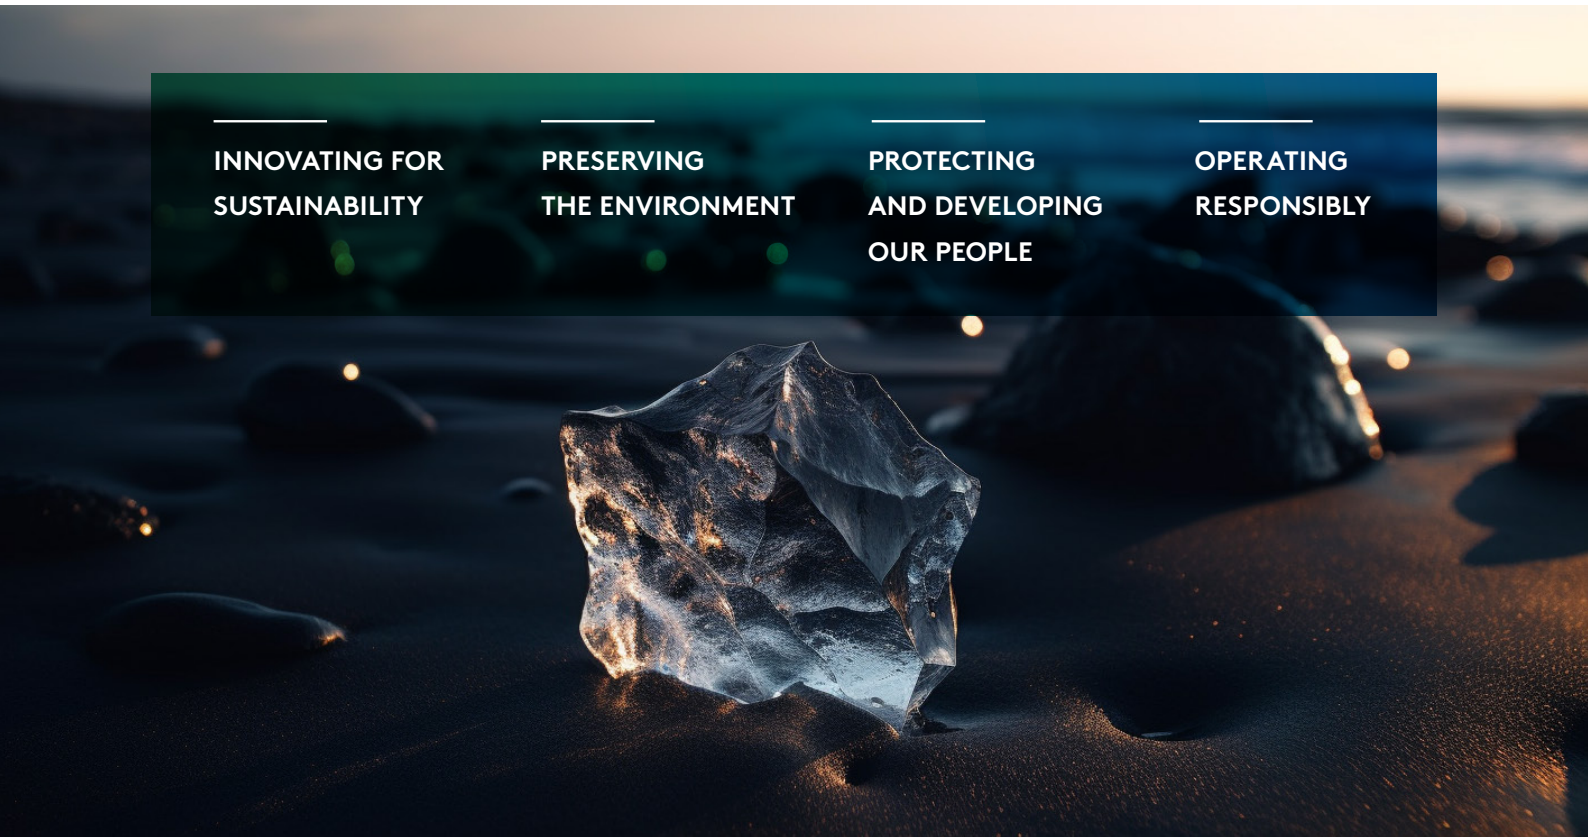 INNOVATING FOR
SUSTAINABILITY
PRESERVING
THE ENVIRONMENT
PROTECTING
AND DEVELOPING
OUR PEOPLE
OPERATING
RESPONSIBLY